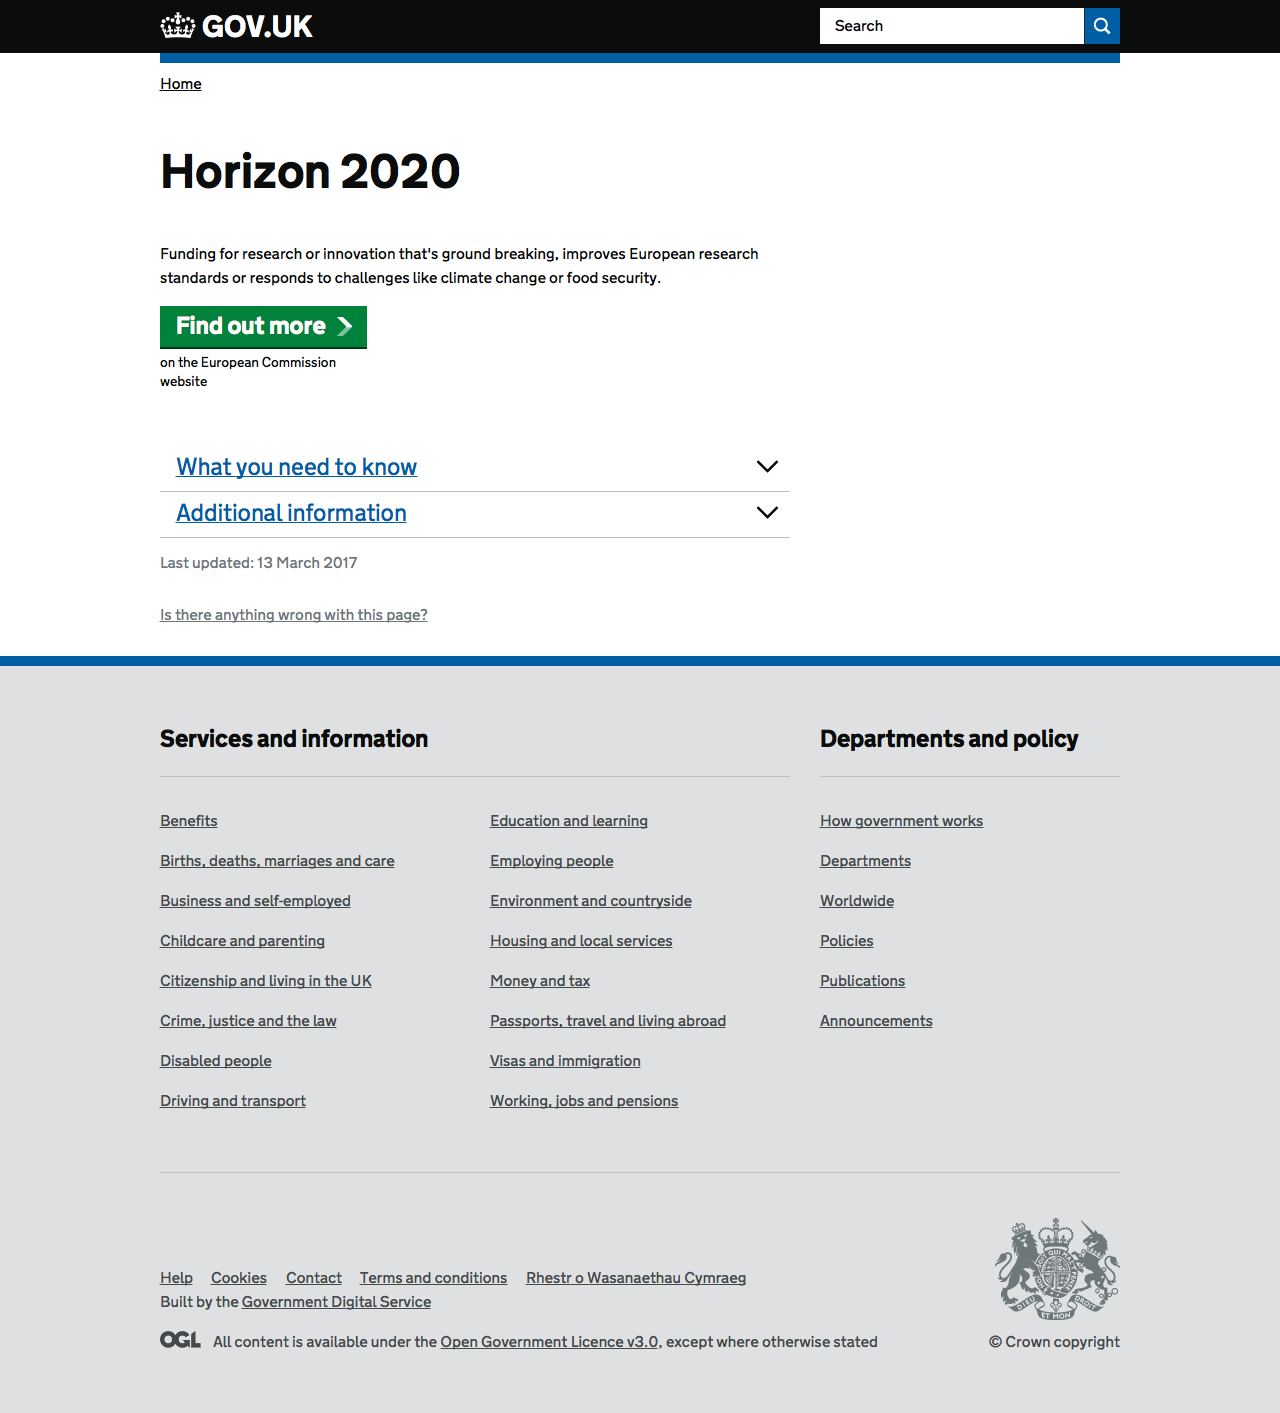 GOV.UK
Search
Home
Horizon 2020
Funding for research or innovation that's ground breaking, improves European research
standards or responds to challenges like climate change or food security.
Find out more
on the European Commission
website
What you need to know
Additional information
Last updated: 13 March 2017
Is there anything wrong with this page?
Services and information
Benefits
Births, deaths, marriages and care
Business and self-employed
Childcare and parenting
Citizenship and living in the UK
Crime, justice and the law
Disabled people
Driving and transport
Education and learning
Employing people
Environment and countryside
Housing and local services
Money and tax
Passports, travel and living abroad
Visas and immigration
Working, jobs and pensions
Departments and policy
How government works
Departments
Worldwide
Policies
Publications
Announcements
Help Cookies Contact Terms and conditions Rhestr o Wasanaethau Cymraeg
Built by the Government Digital Service
OGL All content is available under the Open Government Licence v3.0, except where otherwise stated
DIEU ET MON DROIT
© Crown copyright